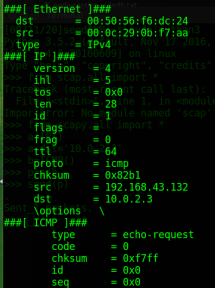 ###[ Ethernet ]###
dst = 00:50:56:f6:dc:24
src = 00:0c:29:0b:f7:aa
type = IPv4
###[ IP ]###
version = 4
ihl = 5
tos = 0x0
len = 28
id = 1
flags =
frag = 0
ttl = 64
proto = icmp
chksum = 0x82b1
src = 192.168.43.132
dst = 10.0.2.3
\options \
###[ ICMP ]###
type = echo-request
code = 0
chksum = 0xf7ff
id = 0x0
seq = 0x0